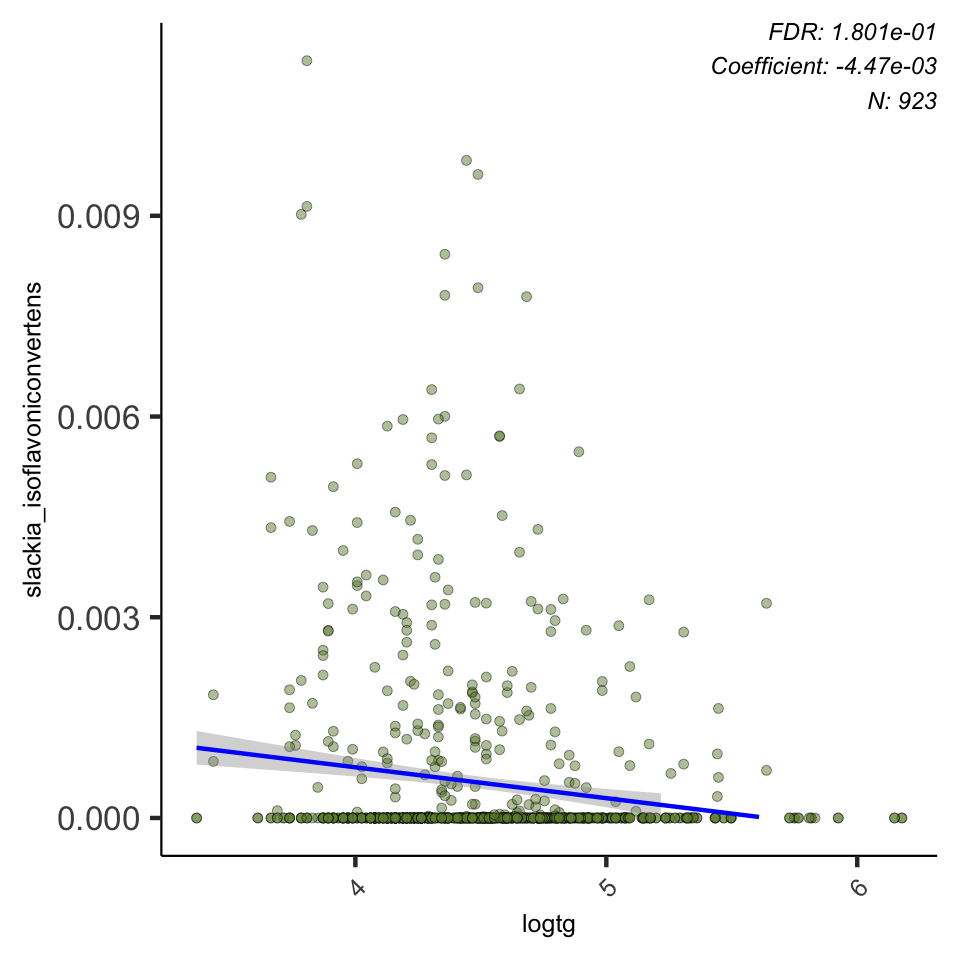 FDR: 1.801e-01
Coefficient: -4.47e-03
N: 923
0.009
0.006
0.003
0.000
slackia_isoflavoniconvertens
4
5
6
logtg